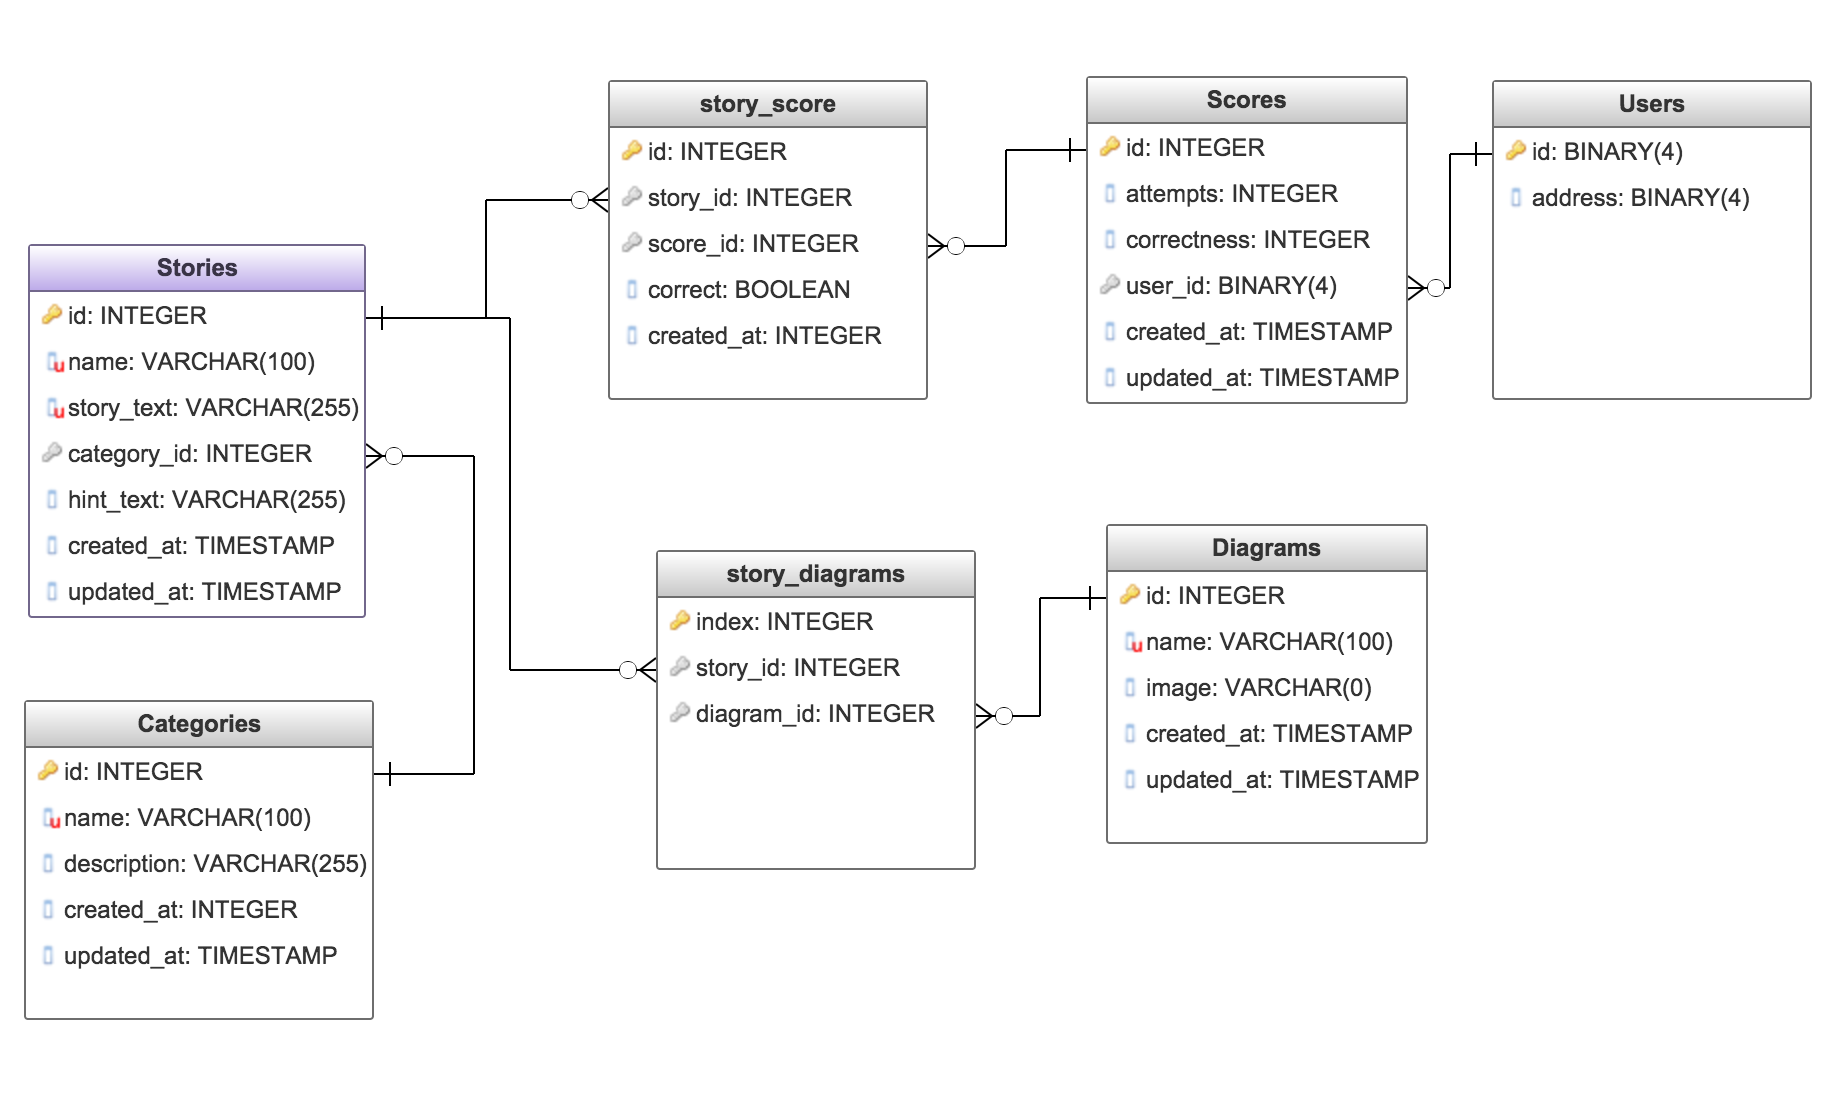 story_score
id: INTEGER
story_id: INTEGER
score_id: INTEGER
correct: BOOLEAN
created_at: INTEGER
Scores
id: INTEGER
attempts: INTEGER
correctness: INTEGER
user_id: BINARY(4)
created_at: TIMESTAMP
updated_at: TIMESTAMP
Users
id: BINARY(4)
address: BINARY(4)
Stories
id: INTEGER
name: VARCHAR(100)
story_text: VARCHAR(255)
category_id: INTEGER
hint_text: VARCHAR(255)
created_at: TIMESTAMP
updated_at: TIMESTAMP
story_diagrams
index: INTEGER
story_id: INTEGER
diagram_id: INTEGER
Diagrams
id: INTEGER
name: VARCHAR(100)
image: VARCHAR(0)
created_at: TIMESTAMP
updated_at: TIMESTAMP
Categories
id: INTEGER
name: VARCHAR(100)
description: VARCHAR(255)
created_at: INTEGER
updated_at: TIMESTAMP